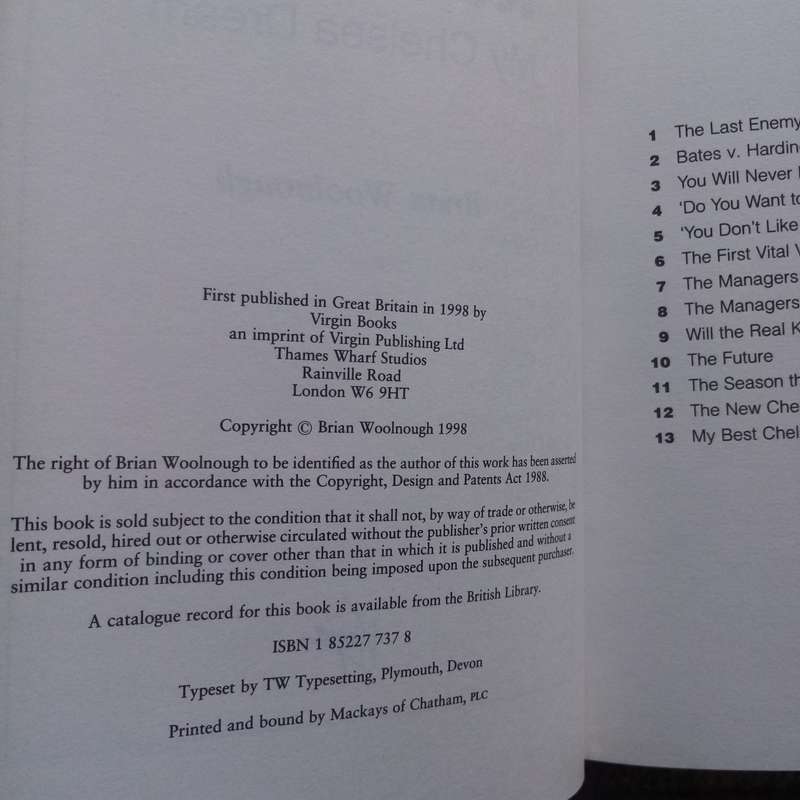 My Chelsea Dream
Brian Woolnough
First published in Great Britain in 1998 by
Virgin Books
an imprint of Virgin Publishing Ltd
Thames Wharf Studios
Rainville Road
London W6 9HT
Copyright © Brian Woolnough 1998
The right of Brian Woolnough to be identified as the author of this work has been asserted
by him in accordance with the Copyright, Design and Patents Act 1988.
This book is sold subject to the condition that it shall not, by way of trade or otherwise, be
lent, resold, hired out or otherwise circulated without the publisher's prior written consent
in any form of binding or cover other than that in which it is published and without a
similar condition including this condition being imposed upon the subsequent purchaser.
A catalogue record for this book is available from the British Library.
ISBN 1 85227 737 8
Typeset by TW Typesetting, Plymouth, Devon
Printed and bound by Mackays of Chatham, PLC
1 The Last Enemy
2 Bates v. Hardin
3 You Will Never
4 'Do You Want to
5 'You Don't Like
6 The First Vital
7 The Managers
8 The Managers
9 Will the Real K
10 The Future
11 The Season th
12 The New Che
13 My Best Chel